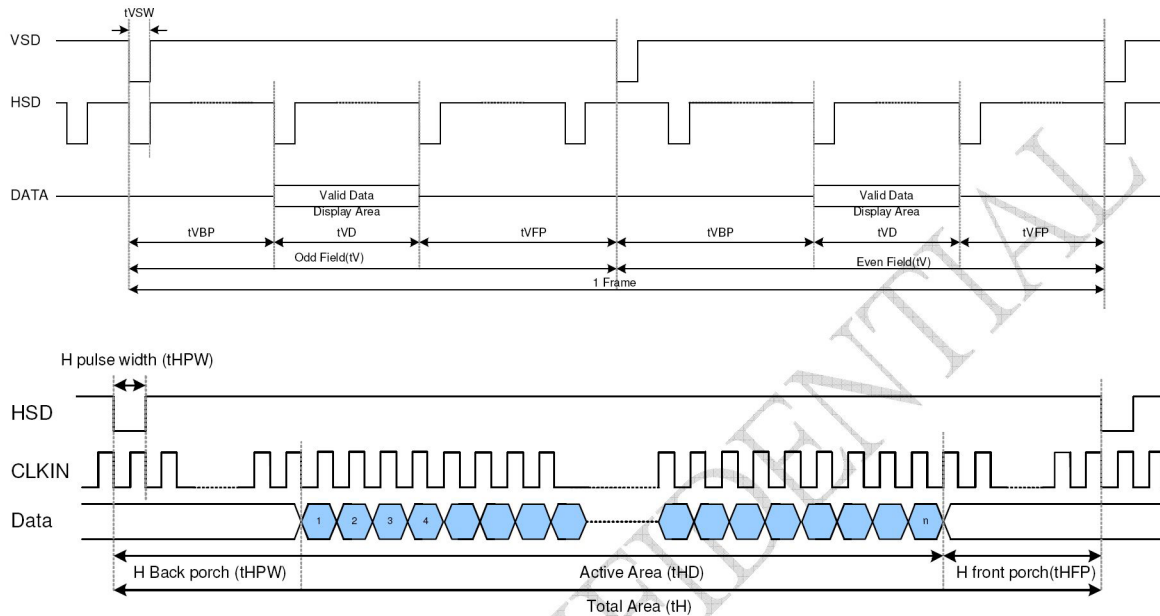 tVSW
VSD
HSD
DATA
Valid Data
Display Area
Valid Data
Display Area
tVBP
tVD
tVFP
tVBP
tVD
tVFP
Odd Field(tV)
Even Field(tV)
1 Frame
H pulse width (tHPW)
HSD
CLKIN
Data
1
2
3
4
n
H Back porch (tHPW)
Active Area (tHD)
H front porch(tHFP)
Total Area (tH)
FIDENTIAL